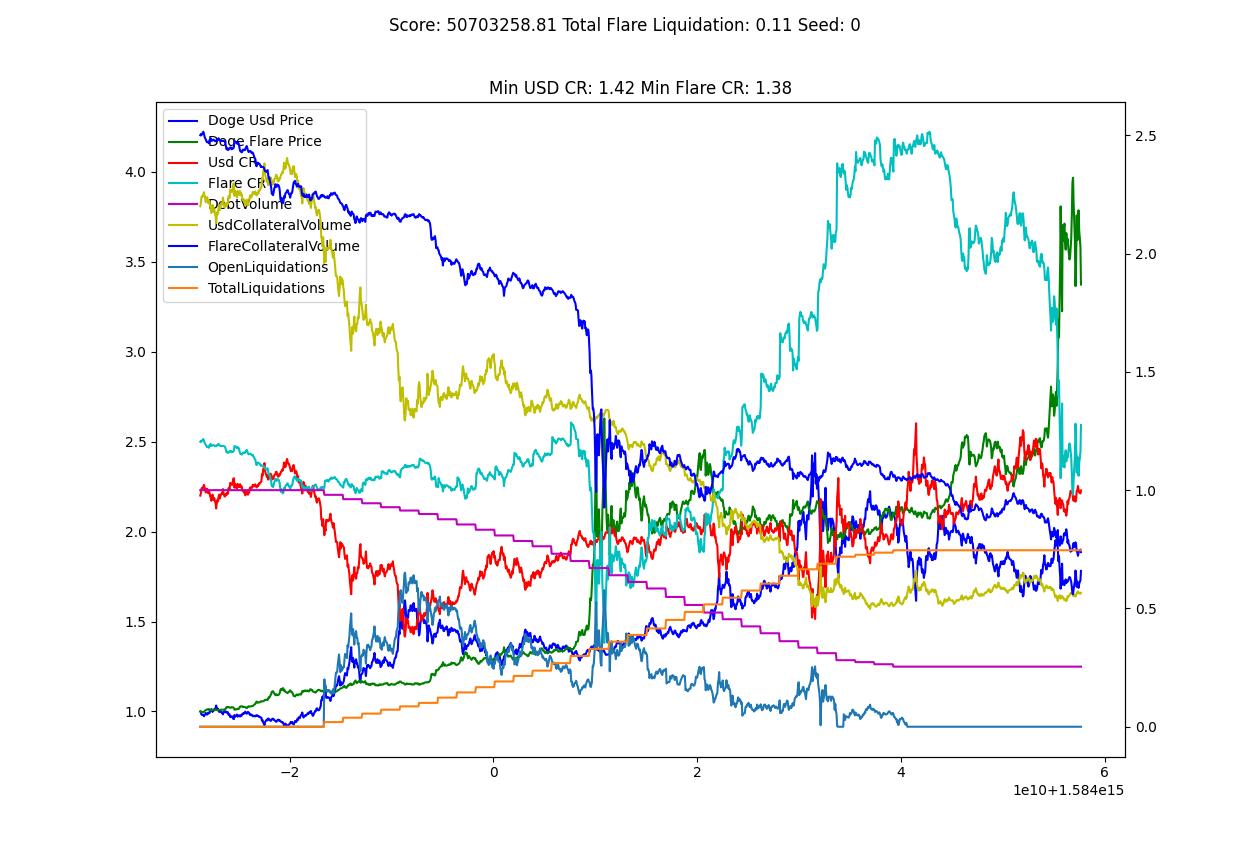 Score: 50703258.81 Total Flare Liquidation: 0.11 Seed: 0
Min USD CR: 1.42 Min Flare CR: 1.38
Doge Usd Price
Doge Flare Price
Usd CR
Flare CR
DebtVolume
UsdCollateralVolume
FlareCollateralVolume
OpenLiquidations
TotalLiquidations
4.0
3.5
3.0
2.5
2.0
1.5
1.0
2.5
2.0
1.5
1.0
0.5
0.0
−2
0
2
4
6
1e10+1.584e15